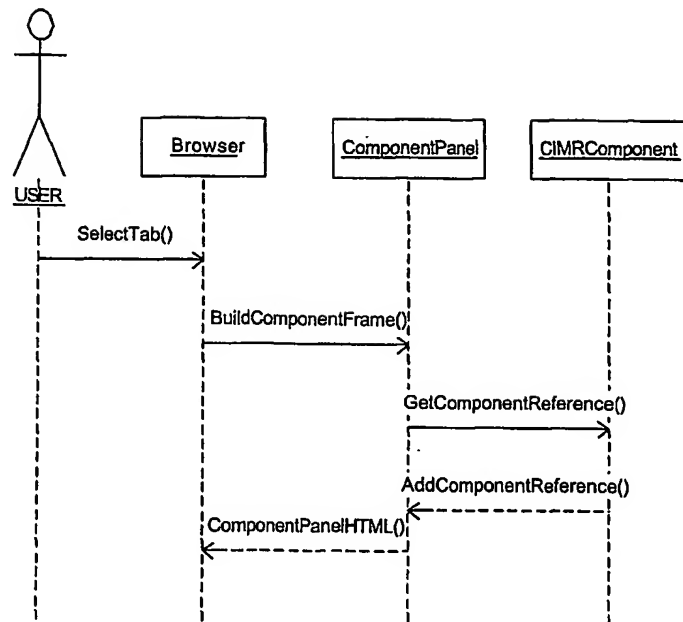 Browser
ComponentPanel
CIMRComponent
USER
SelectTab()
BuildComponentFrame()
GetComponentReference()
AddComponentReference()
ComponentPanelHTML()